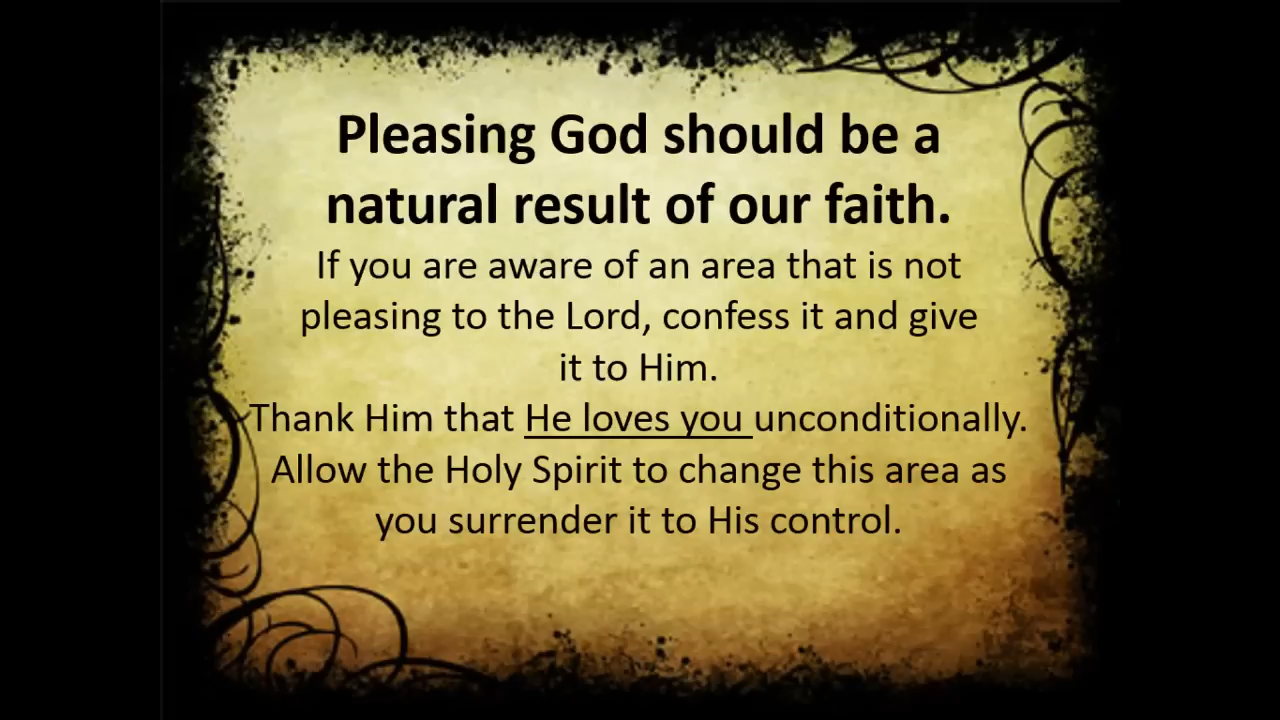 Pleasing God should be a
natural result of our faith.
If you are aware of an area that is not
pleasing to the Lord, confess it and give
it to Him.
Thank Him that He loves you unconditionally.
Allow the Holy Spirit to change this area as
you surrender it to His control.